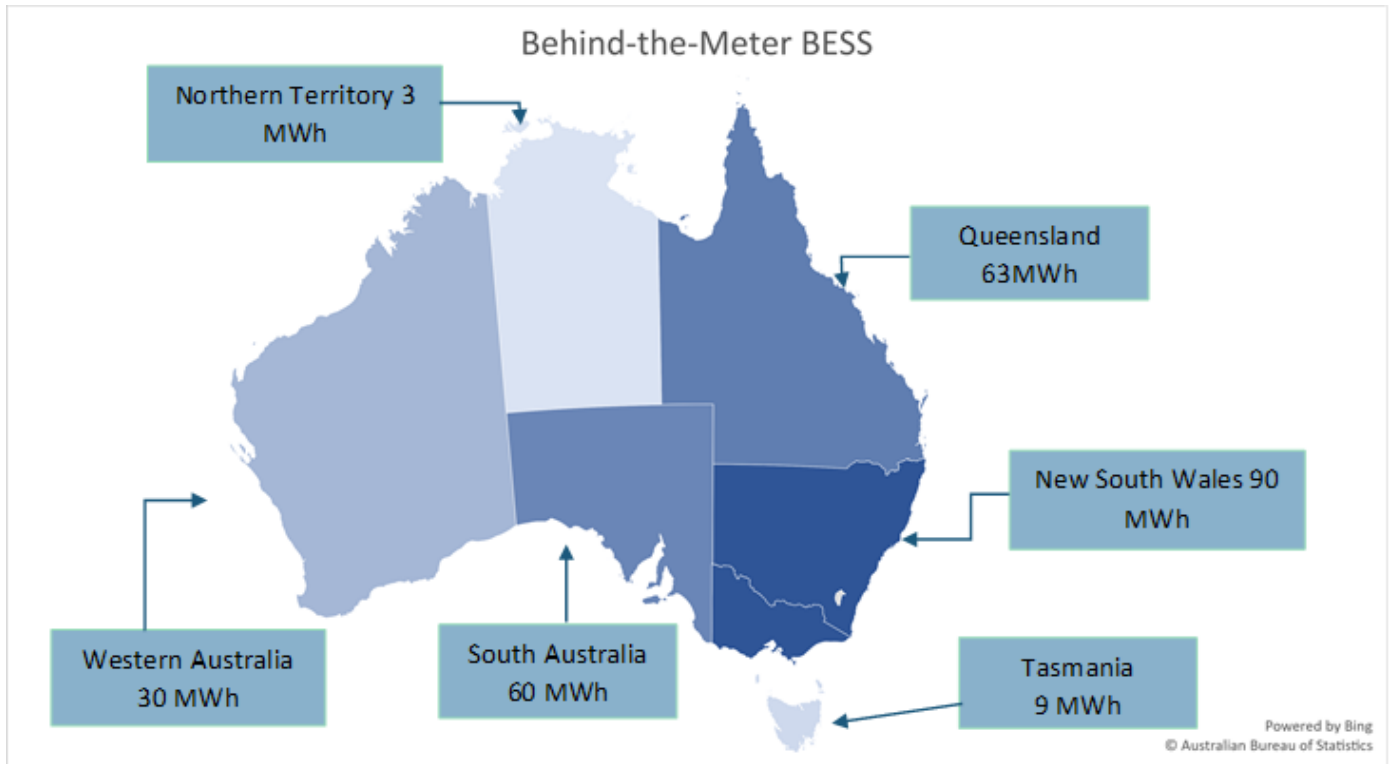 Behind-the-Meter BESS
Northern Territory 3
MWh
Queensland
63MWh
New South Wales 90
MWh
Western Australia
30 MWh
South Australia
60 MWh
Tasmania
9 MWh
Powered by Bing
© Australian Bureau of Statistics